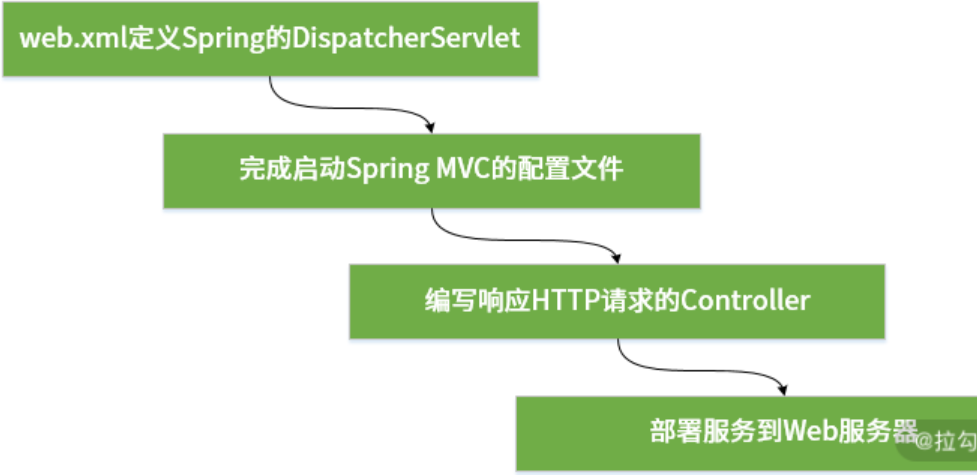 web.xml定义Spring的DispatcherServlet
完成启动Spring MVC的配置文件
编写响应HTTP请求的Controller
部署服务到Web服务器
@拉勾